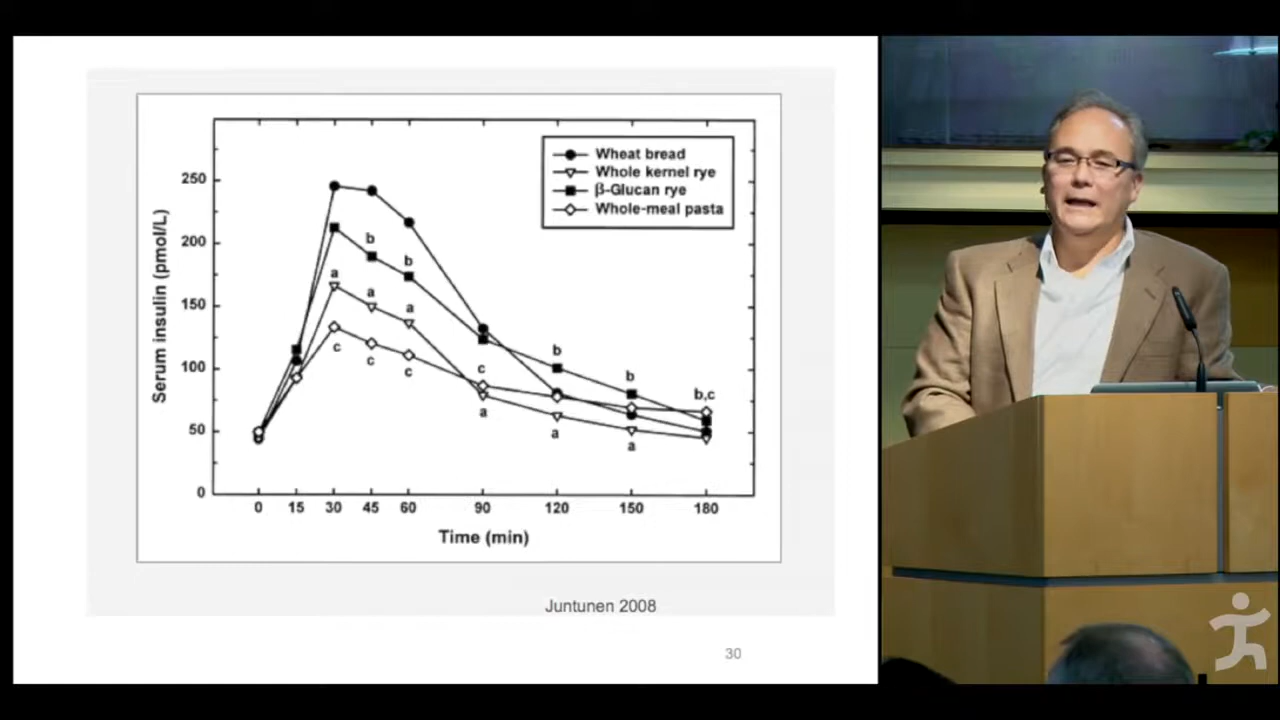 Wheat bread
Whole kernel rye
β-Glucan rye
Whole-meal pasta
Serum insulin (pmol/L)
250
200
150
100
50
0
b
b
a
a
a
c
c
c
c
a
b
a
b
a
b,c
0 15 30 45 60 90 120 150 180
Time (min)
Juntunen 2008
30